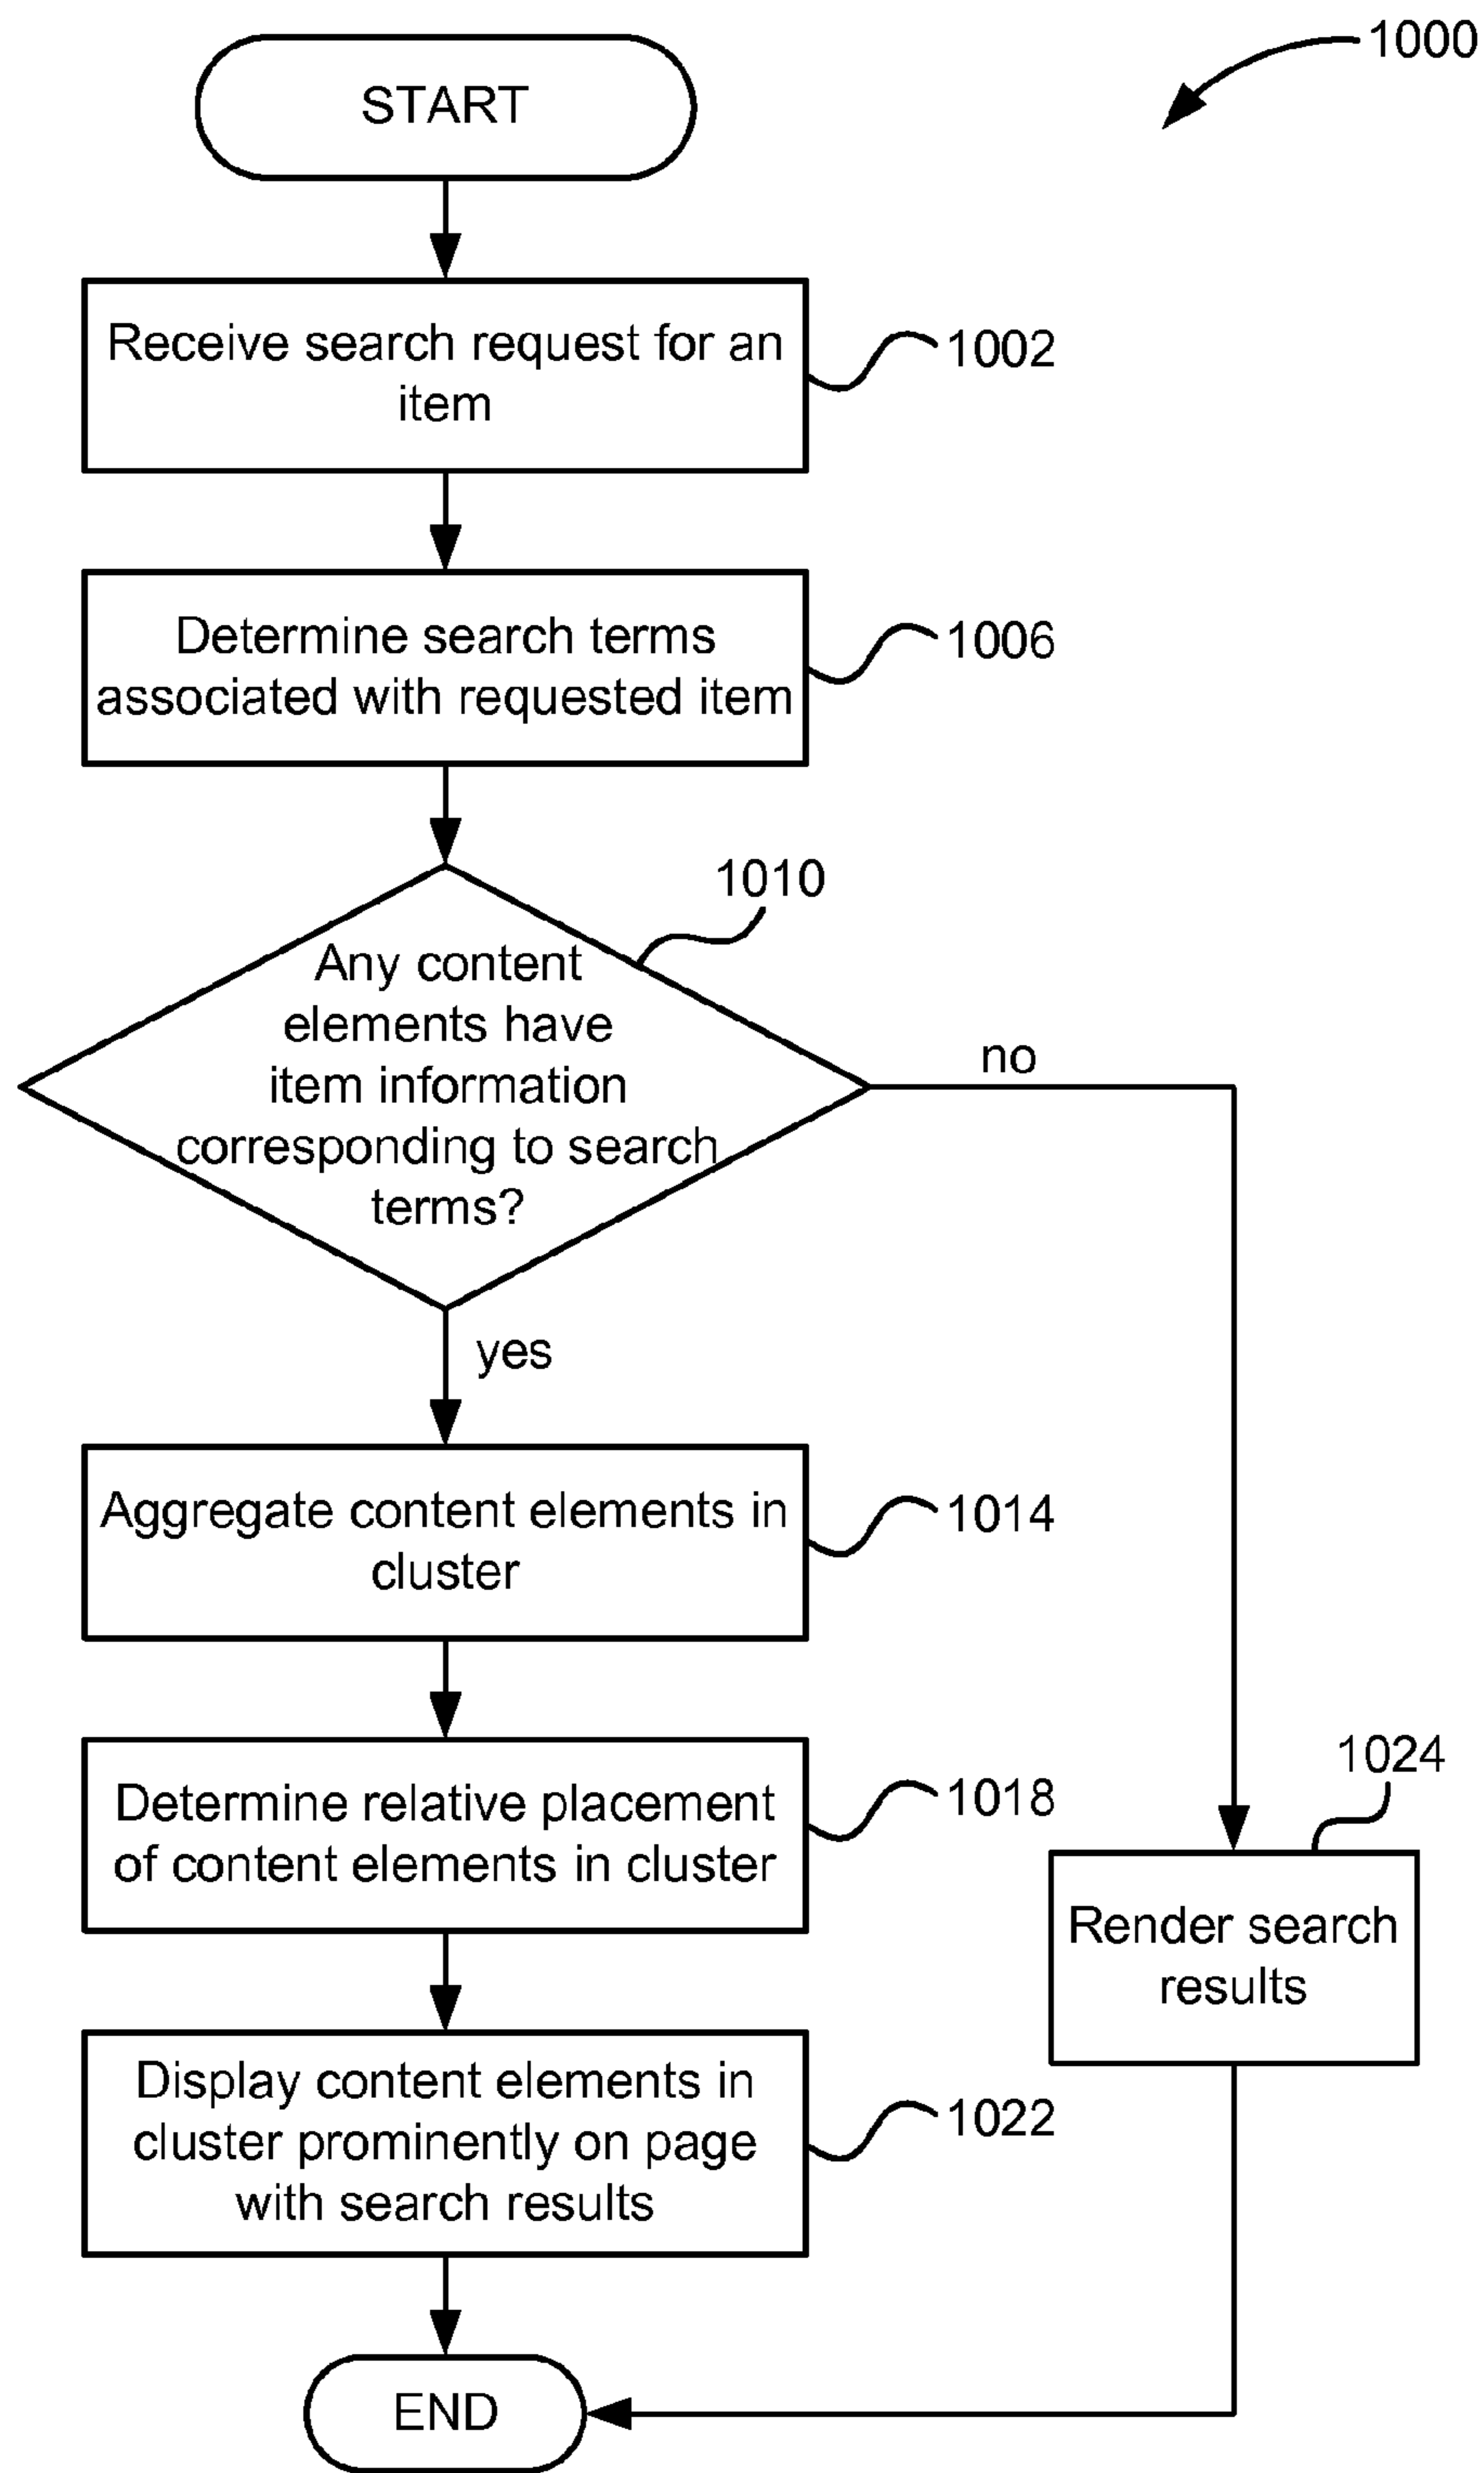 1000
START
Receive search request for an
item
1002
Determine search terms
associated with requested item
1006
1010
Any content
elements have
item information
corresponding to search
terms?
no
yes
Aggregate content elements in
cluster
1014
Determine relative placement
of content elements in cluster
1018
1024
Render search
results
Display content elements in
cluster prominently on page
with search results
1022
END